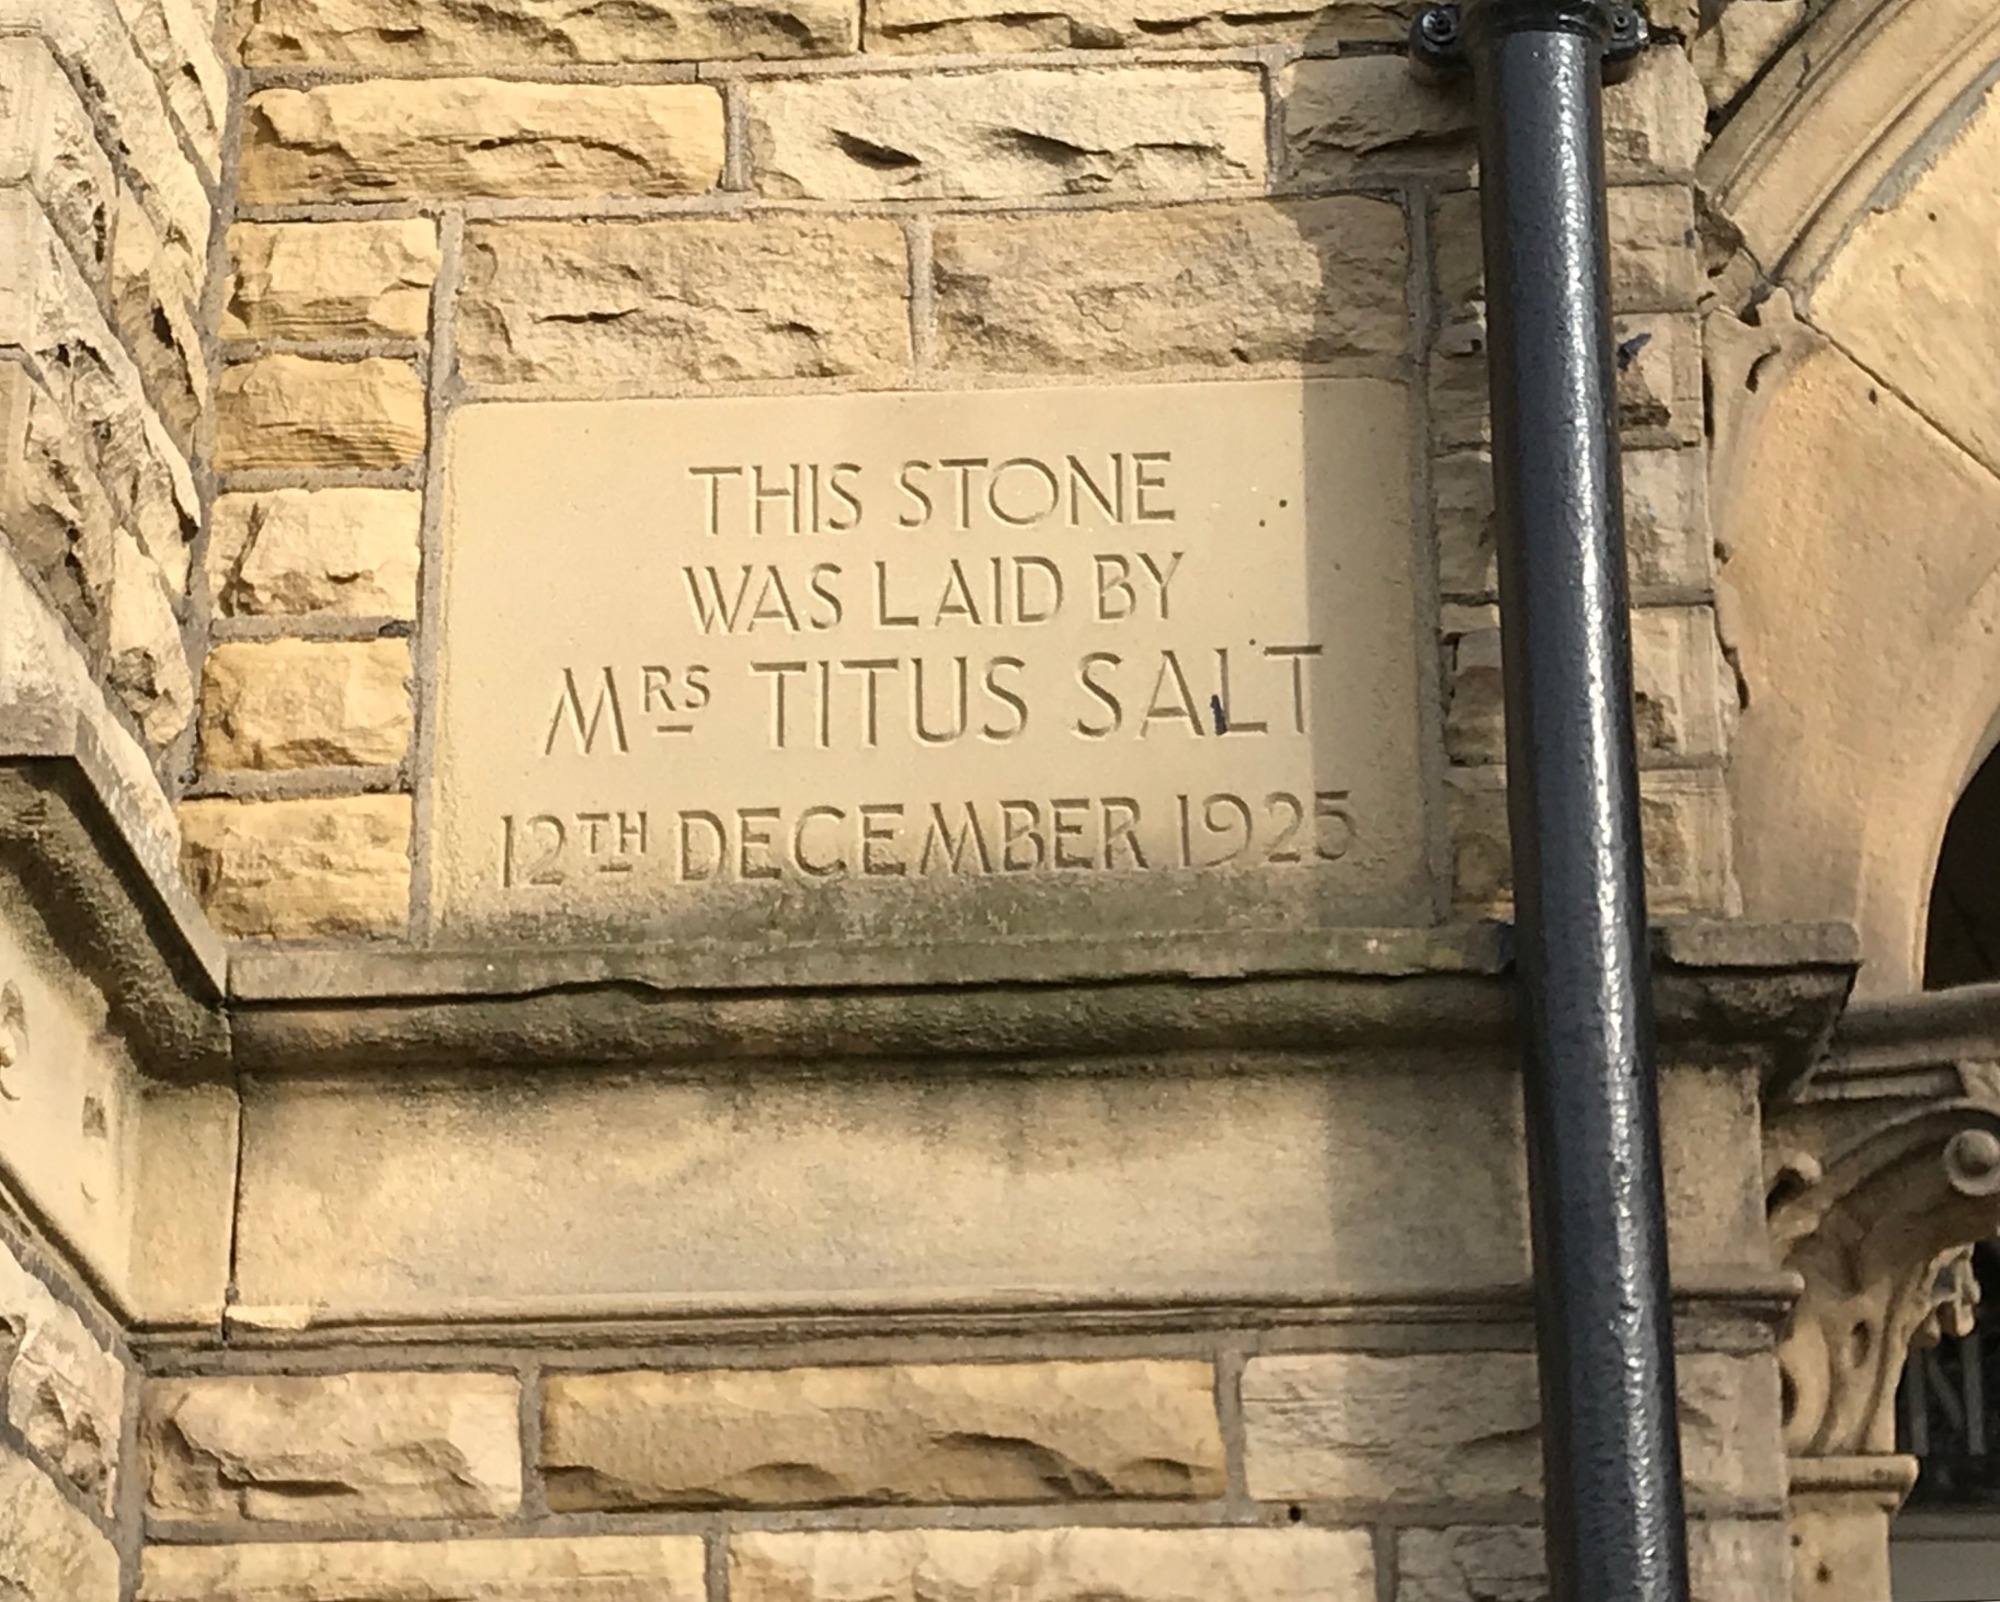 THIS STONE
WAS LAID BY
MRS TITUS SALT
12TH DECEMBER 1925